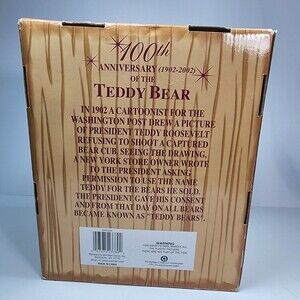 100th
ANNIVERSARY (1902-2002)
OF THE
TEDDY BEAR
IN 1902 A CARTOONIST FOR THE
WASHINGTON POST DREW A PICTURE
OF PRESIDENT TEDDY ROOSEVELT
REFUSING TO SHOOT A CAPTURED
BEAR CUB. SEEING THE DRAWING,
A NEW YORK STORE OWNER WROTE
TO THE PRESIDENT ASKING
PERMISSION TO USE THE NAME
TEDDY FOR THE BEARS HE SOLD.
THE PRESIDENT GAVE HIS CONSENT
AND FROM THAT DAY ON ALL BEARS
BECAME KNOWN AS "TEDDY BEARS".
WARNING